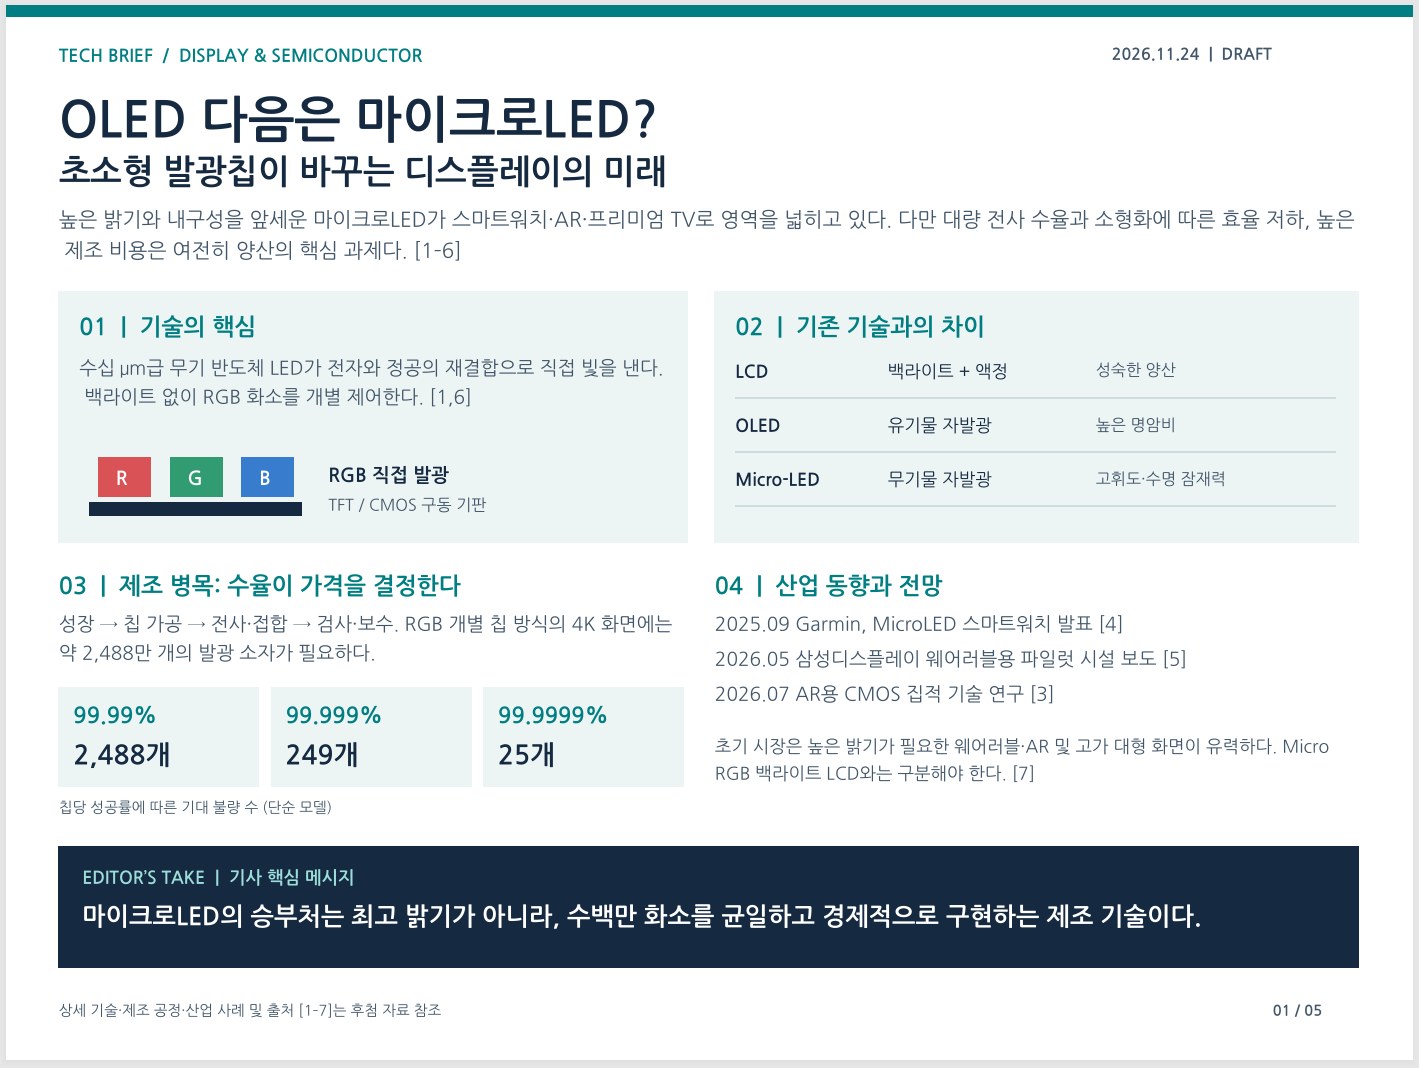 TECH BRIEF / DISPLAY & SEMICONDUCTOR
2026.11.24 | DRAFT
OLED 다음은 마이크로LED?
초소형 발광칩이 바꾸는 디스플레이의 미래
높은 밝기와 내구성을 앞세운 마이크로LED가 스마트워치·AR·프리미엄 TV로 영역을 넓히고 있다. 다만 대량 전사 수율과 소형화에 따른 효율 저하, 높은
제조 비용은 여전히 양산의 핵심 과제다. [1-6]
01 | 기술의 핵심
수십 μm급 무기 반도체 LED가 전자와 정공의 재결합으로 직접 빛을 낸다.
백라이트 없이 RGB 화소를 개별 제어한다. [1,6]
R G B
RGB 직접 발광
TFT / CMOS 구동 기판
02 | 기존 기술과의 차이
LCD 백라이트 + 액정 성숙한 양산
OLED 유기물 자발광 높은 명암비
Micro-LED 무기물 자발광 고휘도·수명 잠재력
03 | 제조 병목: 수율이 가격을 결정한다
성장 → 칩 가공 → 전사·접합 → 검사·보수. RGB 개별 칩 방식의 4K 화면에는
약 2,488만 개의 발광 소자가 필요하다.
99.99% 99.999% 99.9999%
2,488개 249개 25개
칩당 성공률에 따른 기대 불량 수 (단순 모델)
04 | 산업 동향과 전망
2025.09 Garmin, MicroLED 스마트워치 발표 [4]
2026.05 삼성디스플레이 웨어러블용 파일럿 시설 보도 [5]
2026.07 AR용 CMOS 집적 기술 연구 [3]
초기 시장은 높은 밝기가 필요한 웨어러블·AR 및 고가 대형 화면이 유력하다. Micro
RGB 백라이트 LCD와는 구분해야 한다. [7]
EDITOR'S TAKE | 기사 핵심 메시지
마이크로LED의 승부처는 최고 밝기가 아니라, 수백만 화소를 균일하고 경제적으로 구현하는 제조 기술이다.
상세 기술·제조 공정·산업 사례 및 출처 [1-7]는 후첨 자료 참조
01 / 05